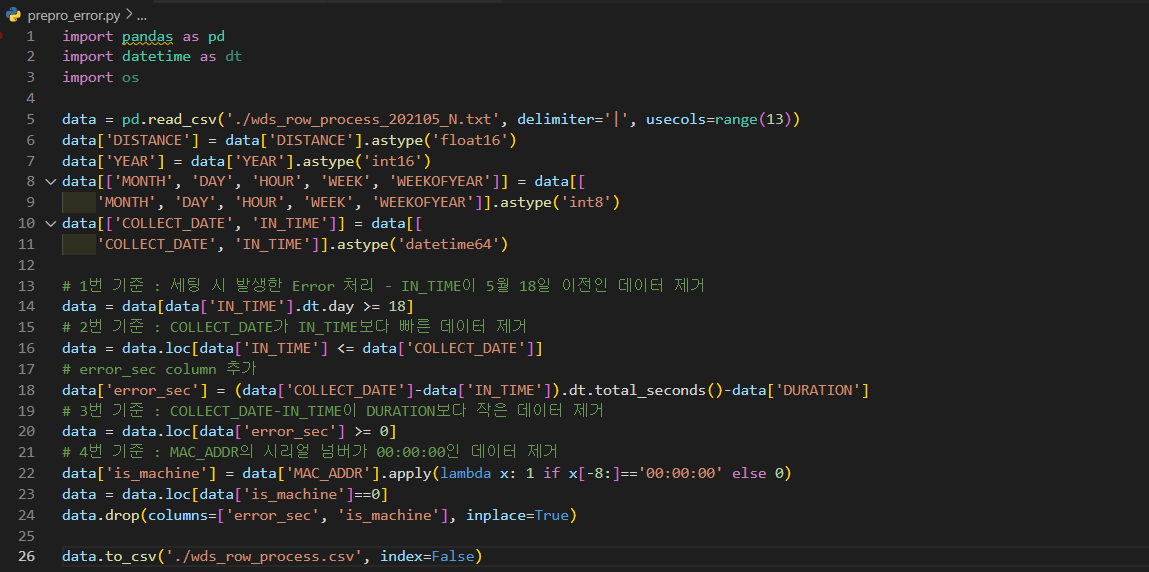 prepro_error.py > ...
1 import pandas as pd
2 import datetime as dt
3 import os
4
5 data = pd.read_csv('./wds_row_process_202105_N.txt', delimiter='|', usecols=range(13))
6 data['DISTANCE'] = data['DISTANCE'].astype('float16')
7 data['YEAR'] = data['YEAR'].astype('int16')
8 data[['MONTH', 'DAY', 'HOUR', 'WEEK', 'WEEKOFYEAR']] = data[[
9     'MONTH', 'DAY', 'HOUR', 'WEEK', 'WEEKOFYEAR']].astype('int8')
10 data[['COLLECT_DATE', 'IN_TIME']] = data[[
11     'COLLECT_DATE', 'IN_TIME']].astype('datetime64')
12
13 # 1번 기준 : 세팅 시 발생한 Error 처리 - IN_TIME이 5월 18일 이전인 데이터 제거
14 data = data[data['IN_TIME'].dt.day >= 18]
15 # 2번 기준 : COLLECT_DATE가 IN_TIME보다 빠른 데이터 제거
16 data = data.loc[data['IN_TIME'] <= data['COLLECT_DATE']]
17 # error_sec column 추가
18 data['error_sec'] = (data['COLLECT_DATE']-data['IN_TIME']).dt.total_seconds()-data['DURATION']
19 # 3번 기준 : COLLECT_DATE-IN_TIME이 DURATION보다 작은 데이터 제거
20 data = data.loc[data['error_sec'] >= 0]
21 # 4번 기준 : MAC_ADDR의 시리얼 넘버가 00:00:00인 데이터 제거
22 data['is_machine'] = data['MAC_ADDR'].apply(lambda x: 1 if x[-8:]=='00:00:00' else 0)
23 data = data.loc[data['is_machine']==0]
24 data.drop(columns=['error_sec', 'is_machine'], inplace=True)
25
26 data.to_csv('./wds_row_process.csv', index=False)